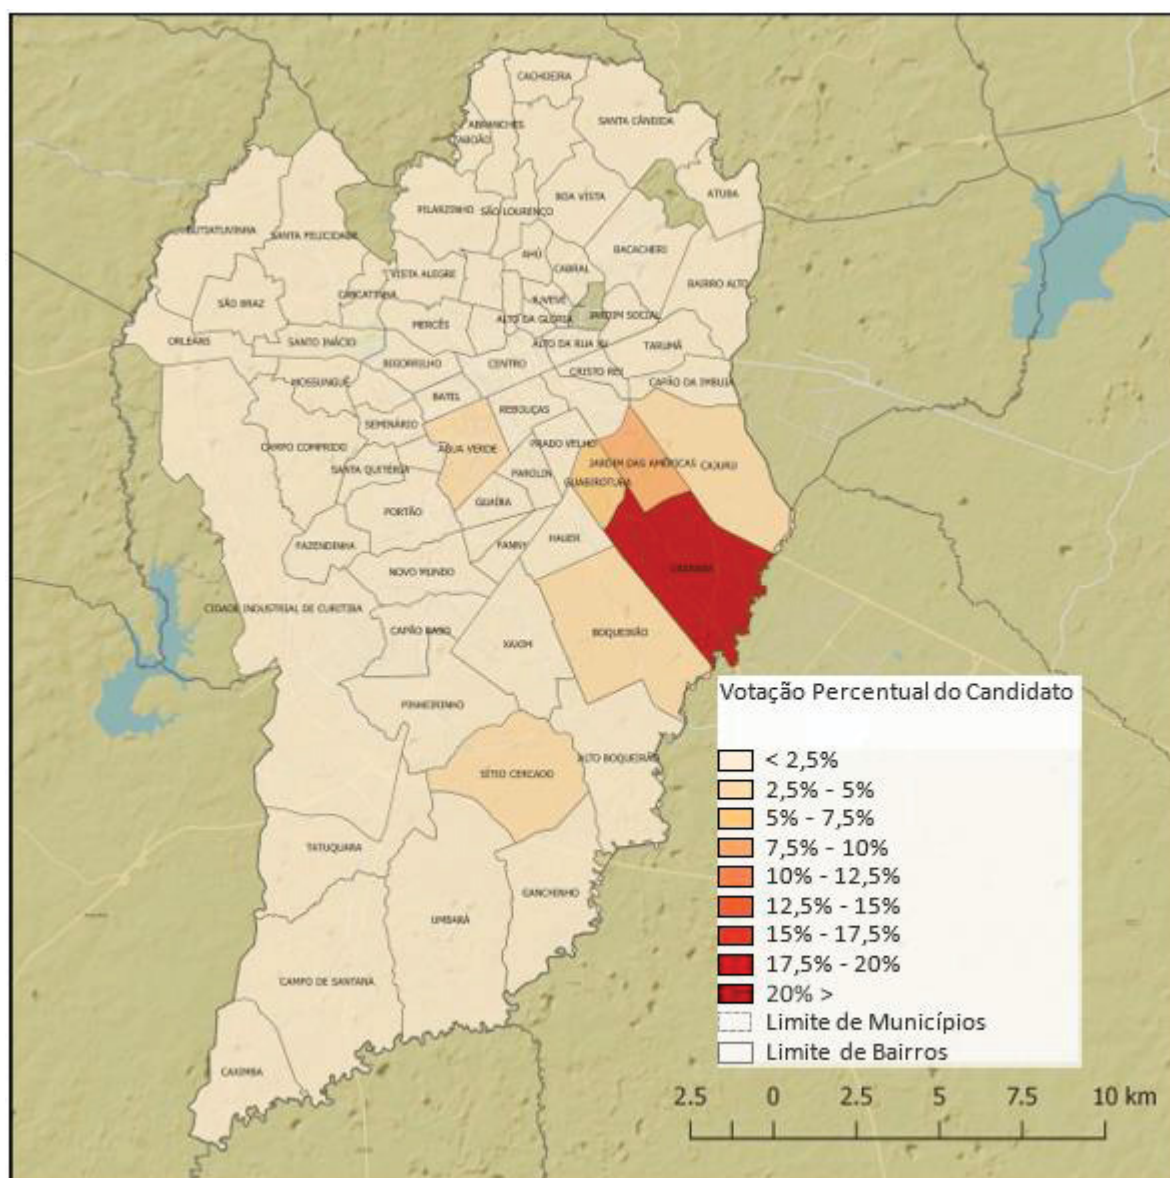 CACHOEIRA
ABRANCHES
SANTA CÂNDIDA
TABOÃO
ATUBA
BOA VISTA
PILARZINHO
SÃO LOURENÇO
BUTIATUVINHA
SANTA FELICIDADE
BACACHERI
AHÚ
CABRAL
VISTA ALEGRE
BAIRRO ALTO
CASCATINHA
SÃO BRAZ
JUVEVÊ
ALTO DA GLÓRIA
JARDIM SOCIAL
MERCÊS
ORLEANS
SANTO INÁCIO
ALTO DA RUA XV
TARUMÃ
BIGORRILHO
CENTRO
CRISTO REI
MOSSUNGUÊ
CAPÃO DA IMBUIA
BATEL
REBOUÇAS
SEMINÁRIO
CAMPO COMPRIDO
ÁGUA VERDE
PRADO VELHO
JARDIM DAS AMÉRICAS
CAJURU
SANTA QUITÉRIA
PAROLIN
GUABIROTUBA
GUAÍRA
PORTÃO
FAZENDINHA
FANNY
HAUER
NOVO MUNDO
UBERABA
CIDADE INDUSTRIAL DE CURITIBA
CAPÃO RASO
XAXIM
BOQUEIRÃO
PINHEIRINHO
ALTO BOQUEIRÃO
SÍTIO CERCADO
TATUQUARA
GANCHINHO
UMBARÁ
CAMPO DE SANTANA
CAXIMBA
Votação Percentual do Candidato
< 2,5%
2,5% - 5%
5% - 7,5%
7,5% - 10%
10% - 12,5%
12,5% - 15%
15% - 17,5%
17,5% - 20%
20% >
Limite de Municípios
Limite de Bairros
2.5 0 2.5 5 7.5 10 km